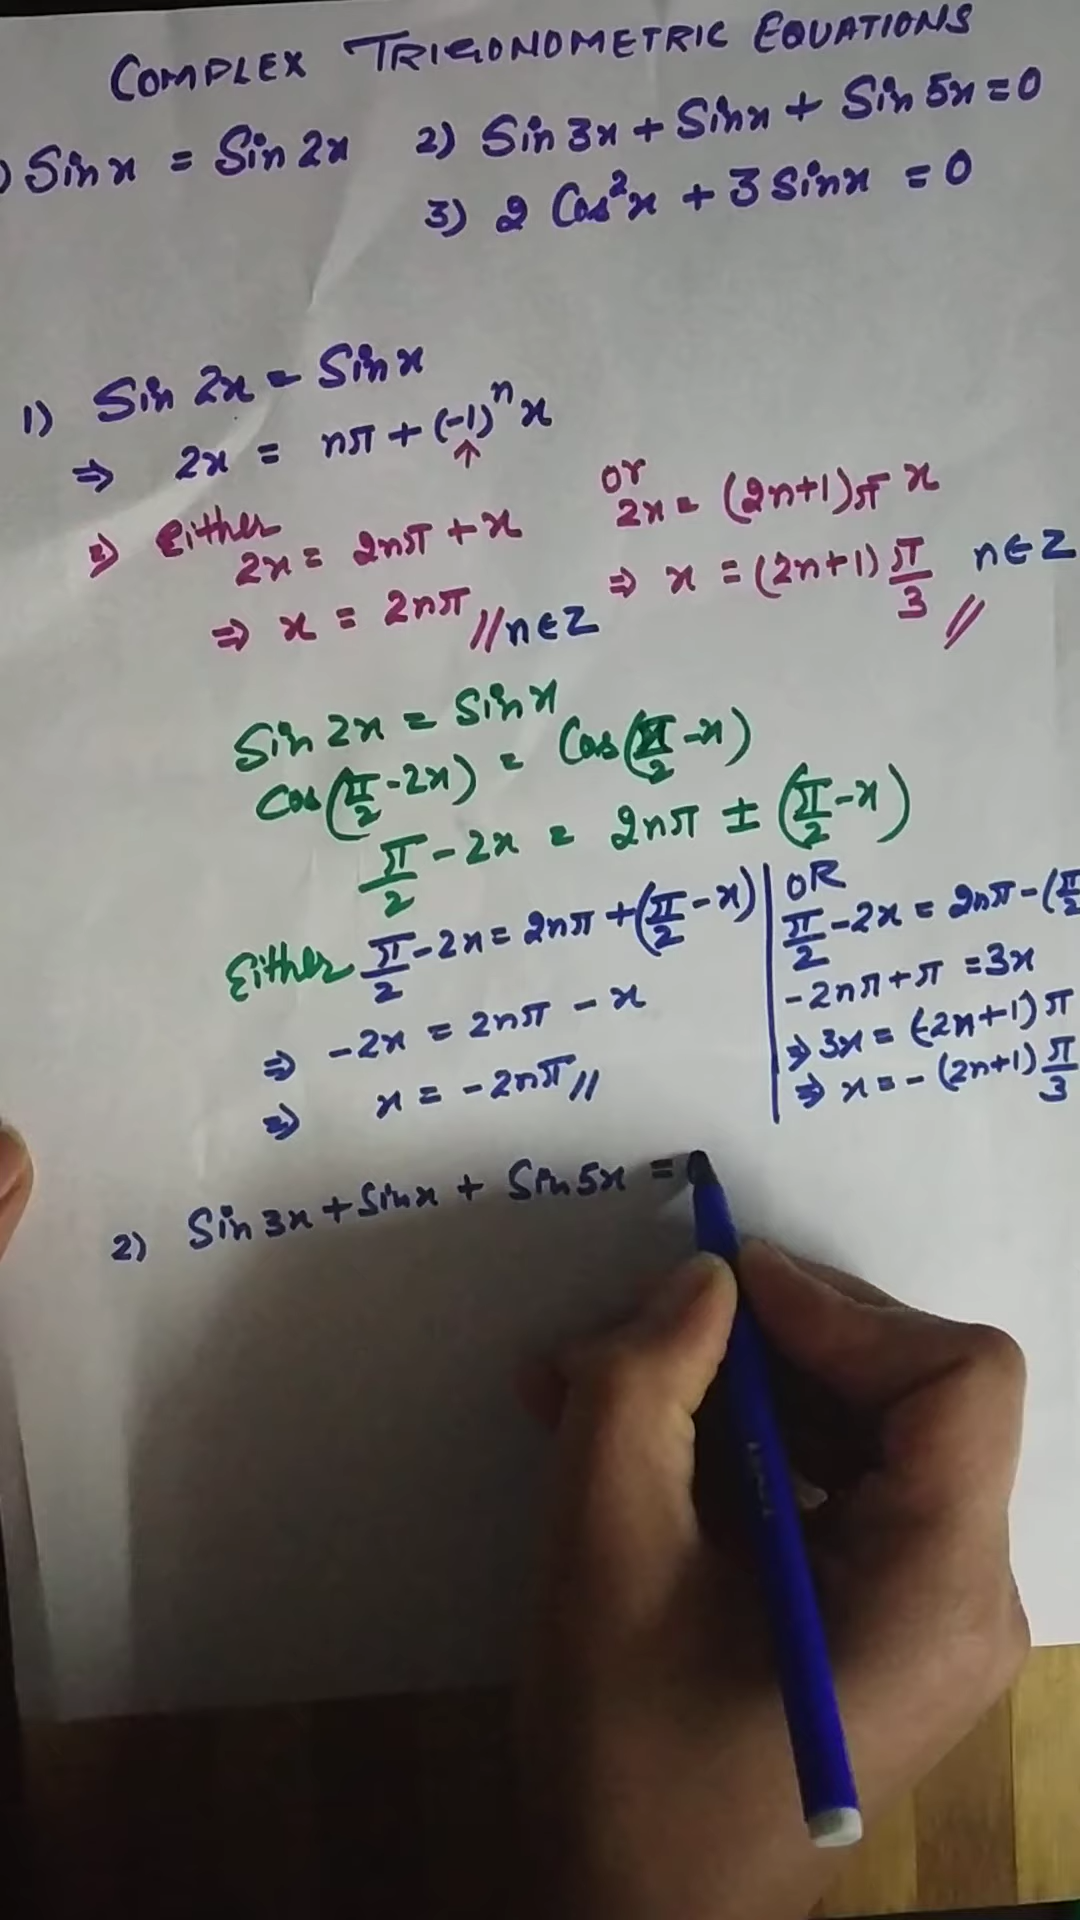 COMPLEX TRIGONOMETRIC EQUATIONS
) Sin x = Sin 2x 2) Sin 3x + Sin x + Sin 5x = 0
3) 2 Cos²x + 3 Sin x = 0
1) Sin 2x = Sin x
⇒ 2x = nπ + (-1)ⁿ x
↑
⇒ Either or
2x = 2nπ + x 2x = (2n+1)π - x
⇒ x = 2nπ // n ∈ Z ⇒ x = (2n+1) π/3 // n ∈ Z
Sin 2x = Sin x
Cos(π/2 - 2x) = Cos(π/2 - x)
π/2 - 2x = 2nπ ± (π/2 - x)
Either π/2 - 2x = 2nπ + (π/2 - x)
⇒ -2x = 2nπ - x
⇒ x = -2nπ //
OR
π/2 - 2x = 2nπ - (π/2
-2nπ + π = 3x
⇒ 3x = (-2n+1) π
⇒ x = - (2n+1) π/3
2) Sin 3x + Sin x + Sin 5x =